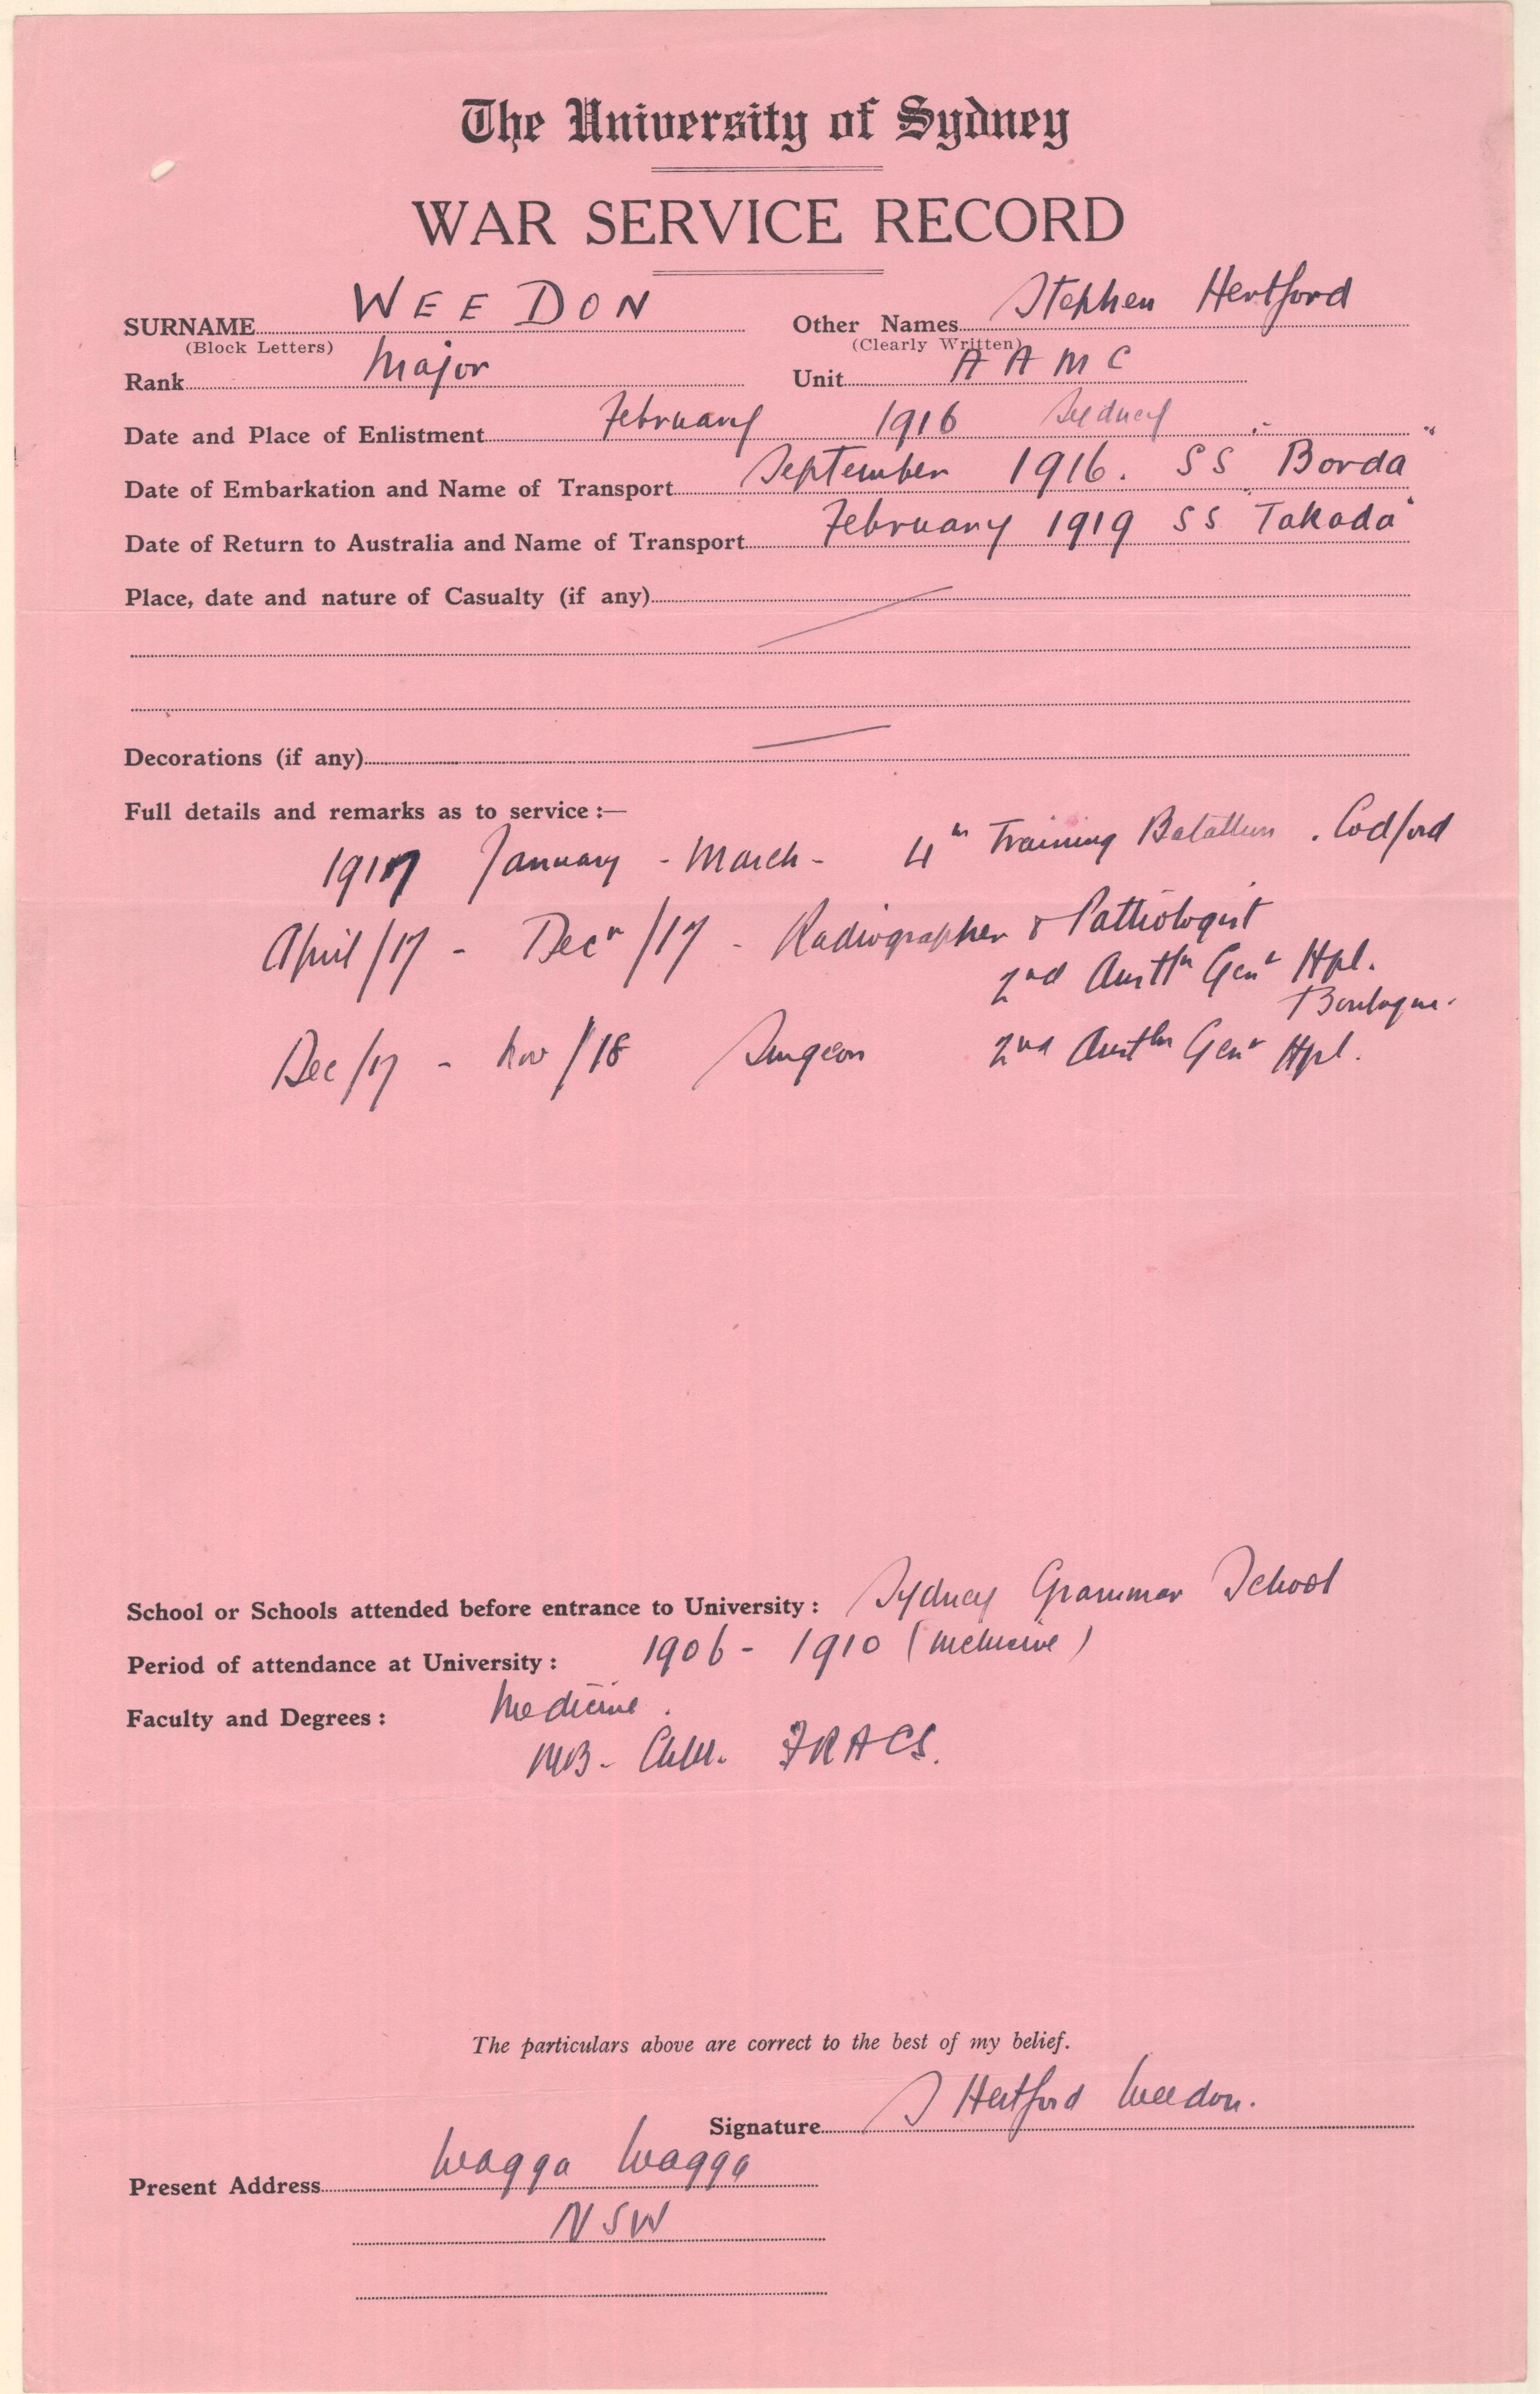 The University of Sydney
WAR SERVICE RECORD
SURNAME WEEDON Other Names Stephen Hertford
(Block Letters) (Clearly Written)
Rank Major Unit A A M C
Date and Place of Enlistment February 1916 Sydney
Date of Embarkation and Name of Transport September 1916. SS "Borda"
Date of Return to Australia and Name of Transport February 1919 SS "Takada"
Place, date and nature of Casualty (if any)
Decorations (if any)
Full details and remarks as to service :—
1917 January - March - 4th Training Batallion . Codford
April/17 - Decr/17 - Radiographer & Pathologist
2nd Austln Genl Hpl.
Boulogne.
Dec/17 - Nov/18 Surgeon 2nd Austln Genl Hpl.
School or Schools attended before entrance to University : Sydney Grammar School
Period of attendance at University : 1906 - 1910 (inclusive)
Faculty and Degrees : Medicine.
MB - ChM. FRACS.
The particulars above are correct to the best of my belief.
Signature S Hertford Weedon.
Present Address Wagga Wagga
NSW